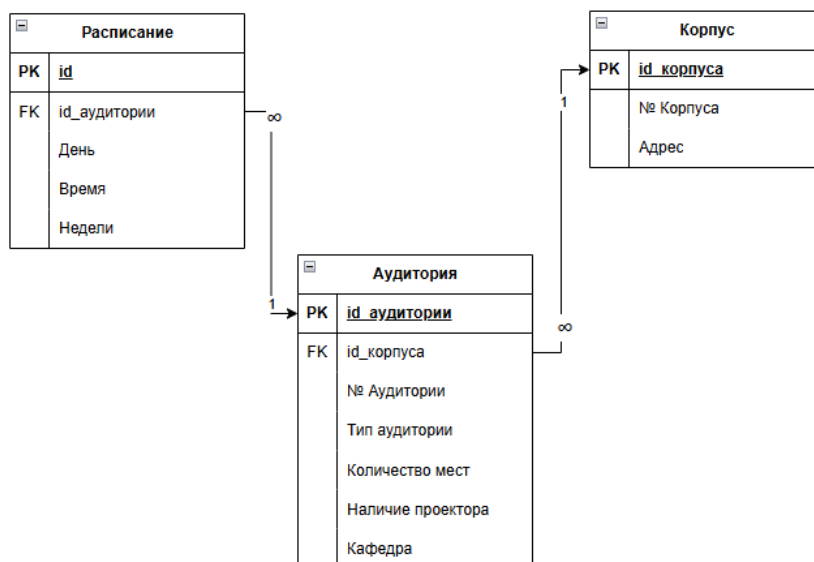 Расписание
PK id
FK id_аудитории
День
Время
Недели
∞
1
Корпус
PK id_корпуса
№ Корпуса
Адрес
1
∞
Аудитория
PK id_аудитории
FK id_корпуса
№ Аудитории
Тип аудитории
Количество мест
Наличие проектора
Кафедра